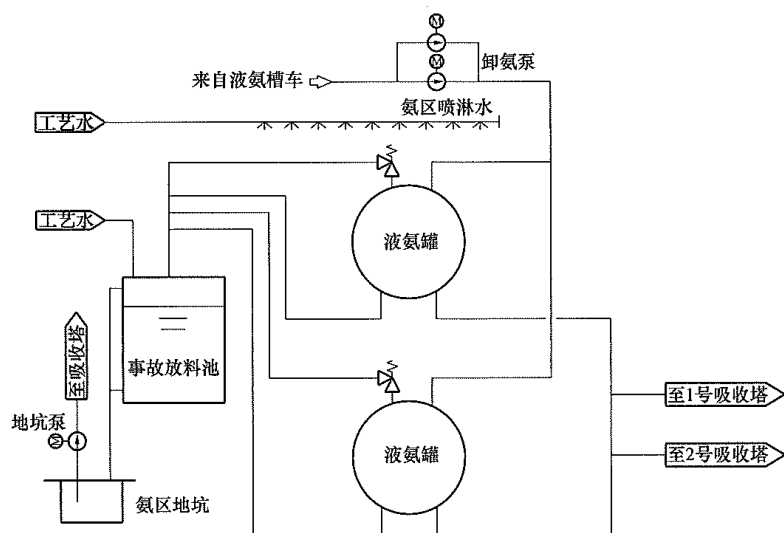 M
M
卸氨泵
来自液氨槽车
氨区喷淋水
工艺水
工艺水
液氨罐
至吸收塔
事故放料池
地坑泵
M
液氨罐
至1号吸收塔
至2号吸收塔
氨区地坑